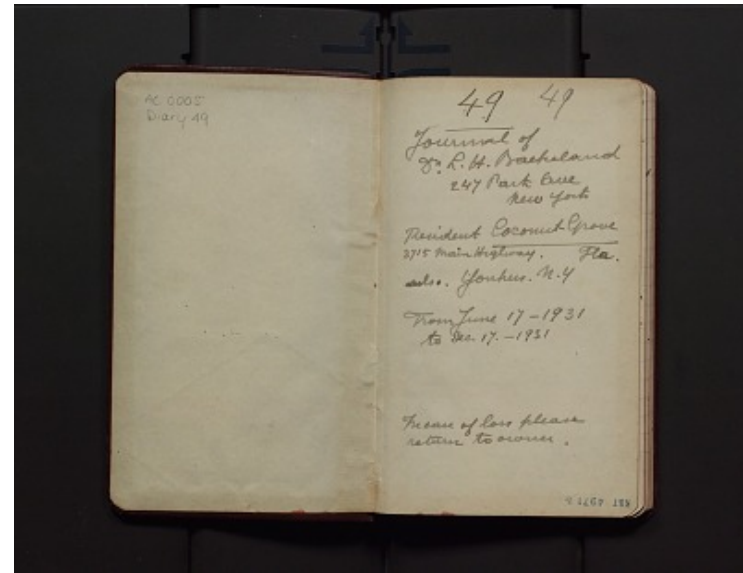 AC 0005
Diary 49
49 49
Journal of
Dr. L. H. Baekeland
247 Park Ave
New York
Resident Coconut Grove
3715 Main Highway. Fla.
also. Yonkers. N.Y
From June 17-1931
to Dec. 17.-1931
In case of loss please
return to owner.